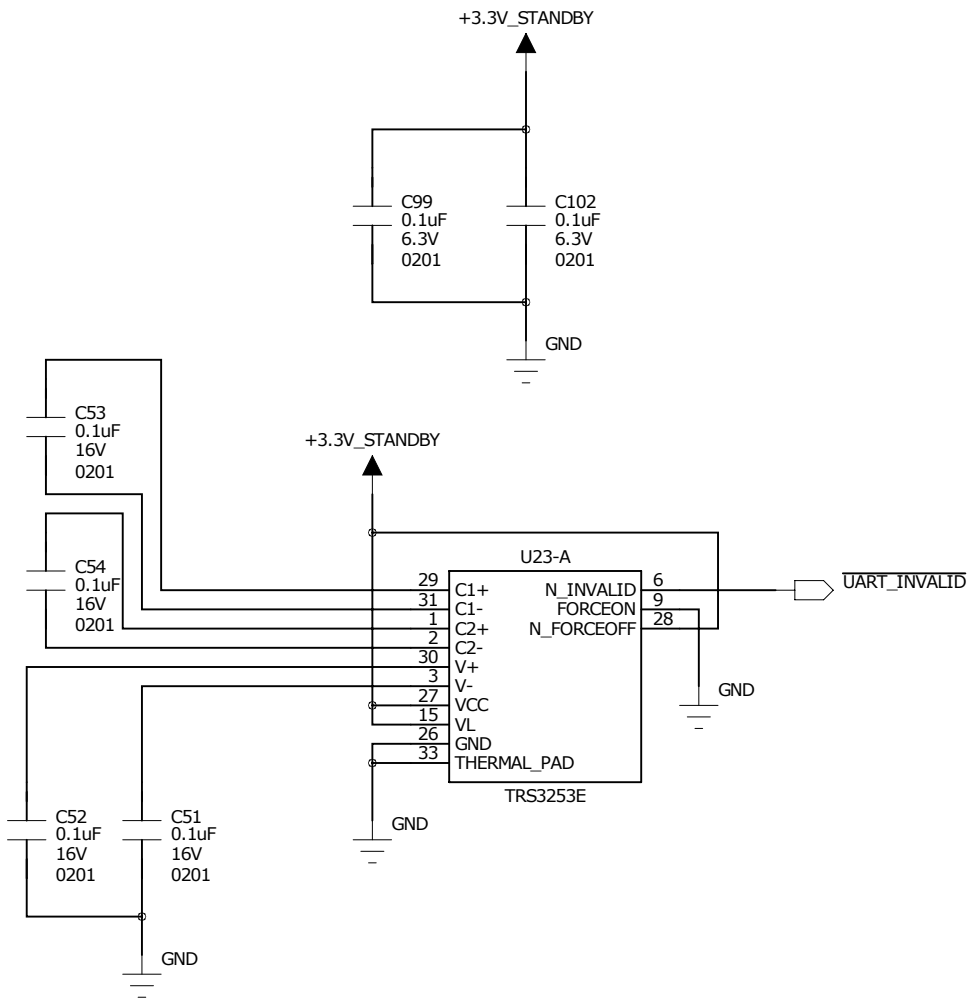 +3.3V_STANDBY
C99
0.1uF
6.3V
0201
C102
0.1uF
6.3V
0201
GND
C53
0.1uF
16V
0201
+3.3V_STANDBY
C54
0.1uF
16V
0201
U23-A
29 C1+
31 C1-
1 C2+
2 C2-
30 V+
3 V-
27 VCC
15 VL
26 GND
33 THERMAL_PAD
N_INVALID 6
FORCEON 9
N_FORCEOFF 28
UART_INVALID
GND
TRS3253E
GND
C52
0.1uF
16V
0201
C51
0.1uF
16V
0201
GND